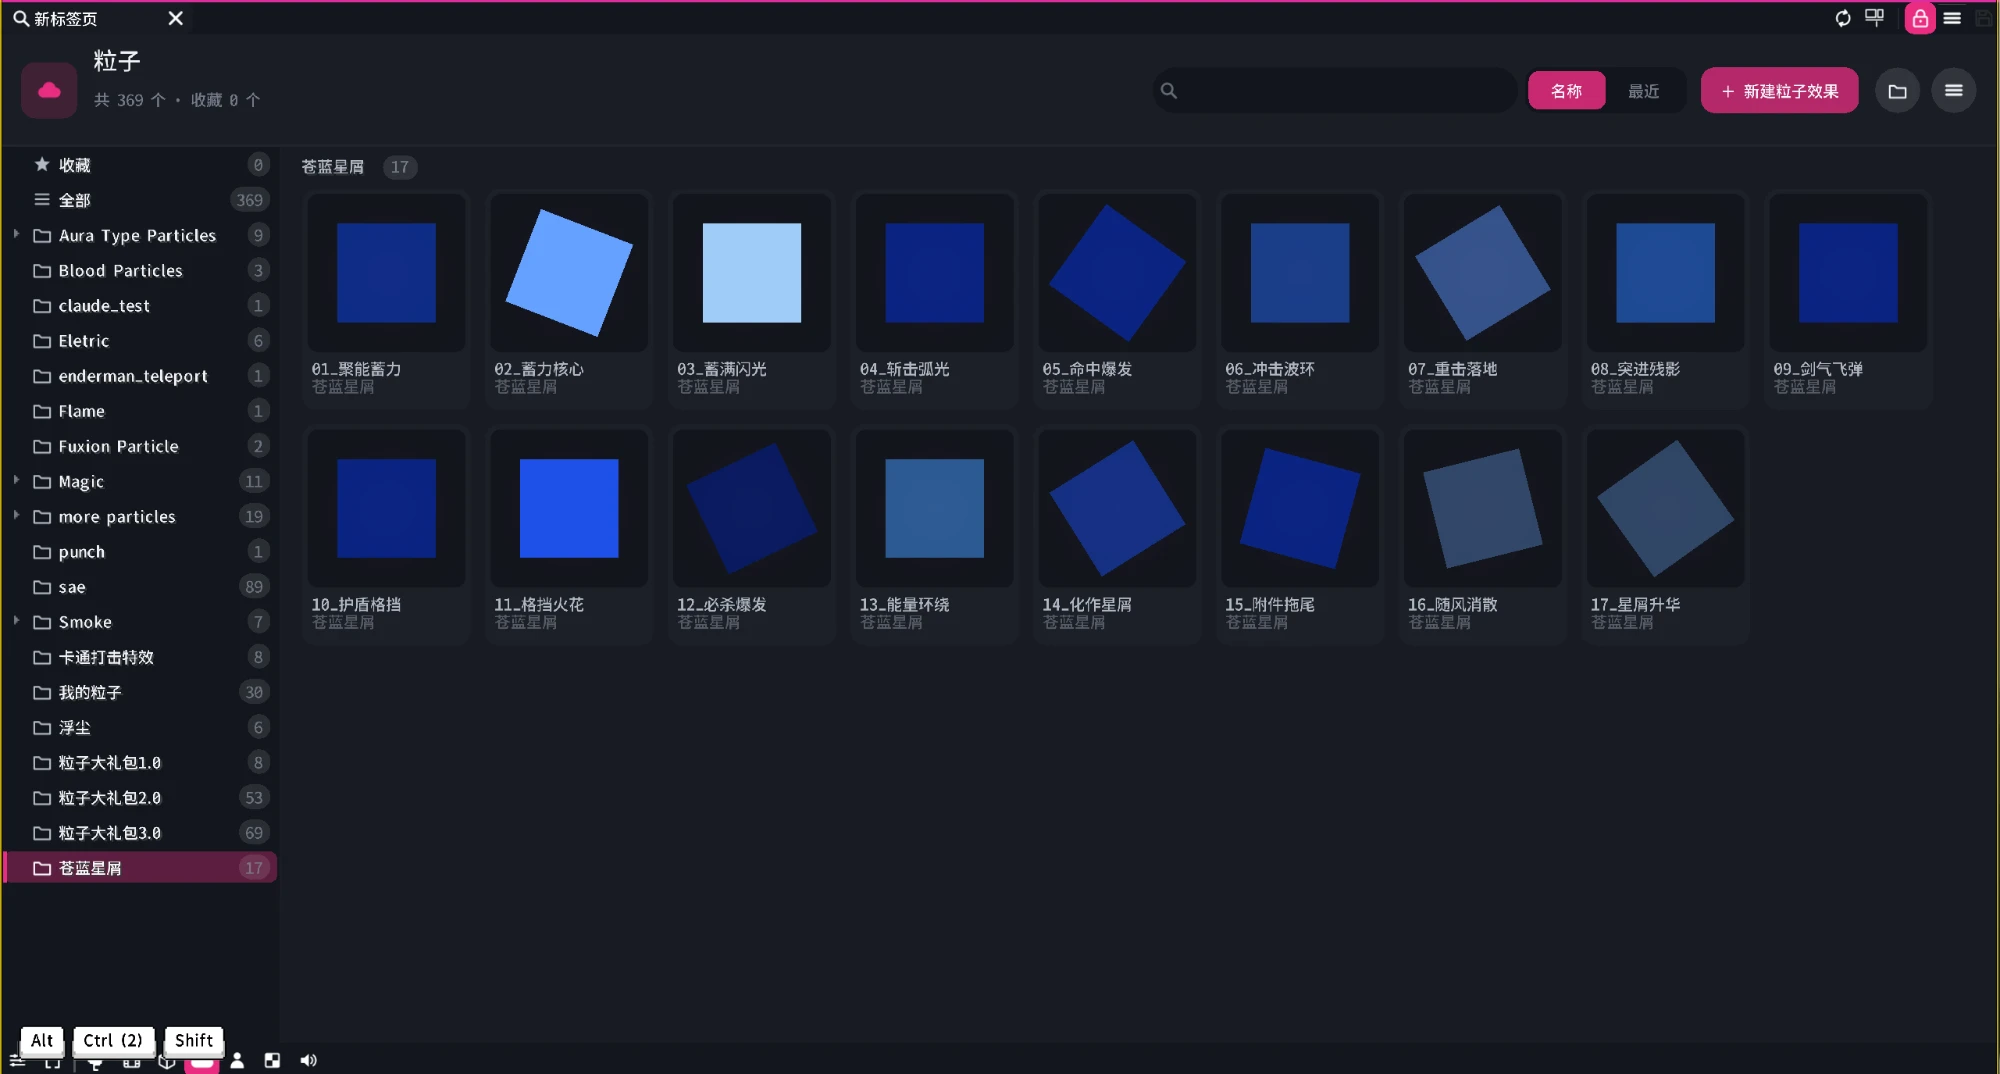 新标签页
粒子
共 369 个 • 收藏 0 个
名称
最近
+ 新建粒子效果
收藏 0
全部 369
Aura Type Particles 9
Blood Particles 3
claude_test 1
Eletric 6
enderman_teleport 1
Flame 1
Fuxion Particle 2
Magic 11
more particles 19
punch 1
sae 89
Smoke 7
卡通打击特效 8
我的粒子 30
浮尘 6
粒子大礼包1.0 8
粒子大礼包2.0 53
粒子大礼包3.0 69
苍蓝星屑 17
苍蓝星屑 17
01_聚能蓄力
苍蓝星屑
02_蓄力核心
苍蓝星屑
03_蓄满闪光
苍蓝星屑
04_斩击弧光
苍蓝星屑
05_命中爆发
苍蓝星屑
06_冲击波环
苍蓝星屑
07_重击落地
苍蓝星屑
08_突进残影
苍蓝星屑
09_剑气飞弹
苍蓝星屑
10_护盾格挡
苍蓝星屑
11_格挡火花
苍蓝星屑
12_必杀爆发
苍蓝星屑
13_能量环绕
苍蓝星屑
14_化作星屑
苍蓝星屑
15_附件拖尾
苍蓝星屑
16_随风消散
苍蓝星屑
17_星屑升华
苍蓝星屑
Alt
Ctrl (2)
Shift